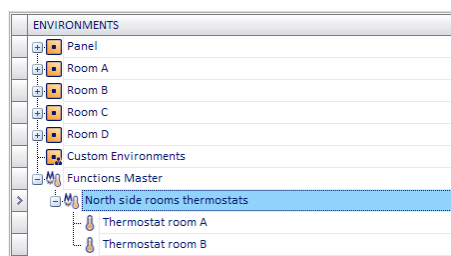 ENVIRONMENTS
Panel
Room A
Room B
Room C
Room D
Custom Environments
Functions Master
North side rooms thermostats
Thermostat room A
Thermostat room B